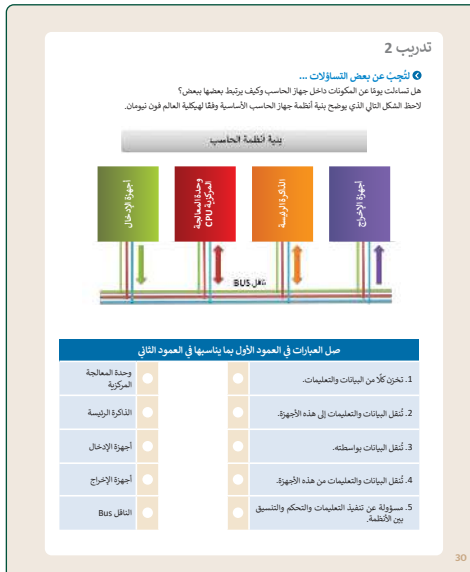 تدريب 2
لنُجِبْ عن بعض التساؤلات ...
هل تساءلت يومًا عن المكونات داخل جهاز الحاسب وكيف يرتبط بعضها ببعض؟
لاحظ الشكل التالي الذي يوضح بنية أنظمة جهاز الحاسب الأساسية وفقًا لهيكلية العالم فون نيومان.
بنية أنظمة الحاسب
أجهزة الإخراج
الذاكرة الرئيسة
وحدة المعالجة
المركزية CPU
أجهزة الإدخال
ناقل BUS
صل العبارات في العمود الأول بما يناسبها في العمود الثاني
1. تخزن كلًا من البيانات والتعليمات.
وحدة المعالجة
المركزية
2. تُنقل البيانات والتعليمات إلى هذه الأجهزة.
الذاكرة الرئيسة
3. تُنقل البيانات بواسطته.
أجهزة الإدخال
4. تُنقل البيانات والتعليمات من هذه الأجهزة.
أجهزة الإخراج
5. مسؤولة عن تنفيذ التعليمات والتحكم والتنسيق
بين الأنظمة.
الناقل Bus
30